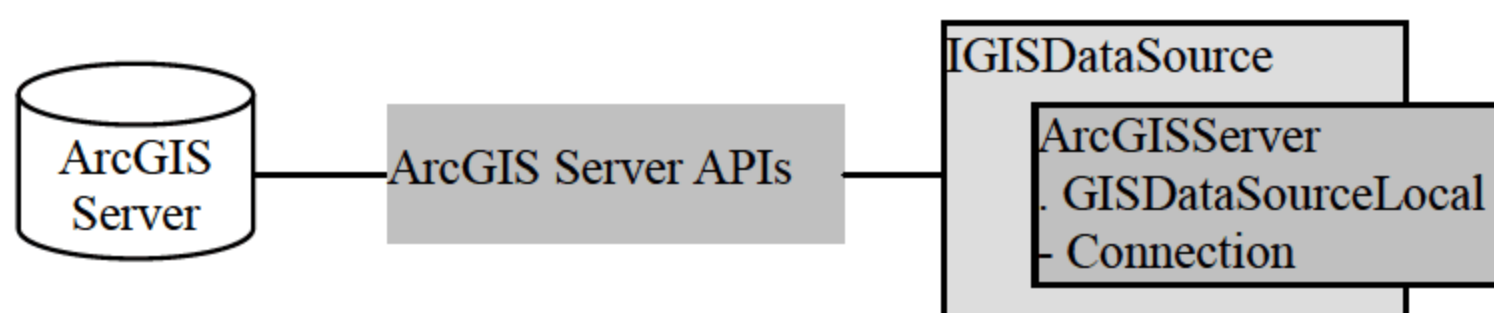 ArcGIS
Server
ArcGIS Server APIs
IGISDataSource
ArcGISServer
. GISDataSourceLocal
- Connection